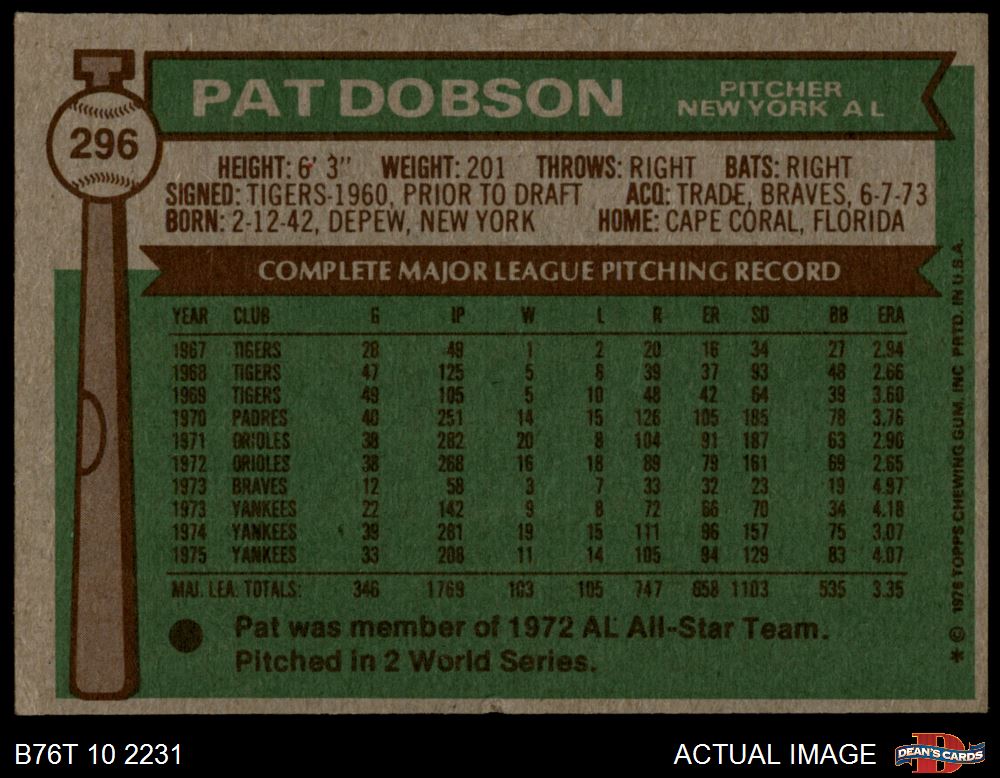 296
PAT DOBSON
PITCHER
NEW YORK A L
HEIGHT: 6' 3" WEIGHT: 201 THROWS: RIGHT BATS: RIGHT
SIGNED: TIGERS-1960, PRIOR TO DRAFT ACQ: TRADE, BRAVES, 6-7-73
BORN: 2-12-42, DEPEW, NEW YORK HOME: CAPE CORAL, FLORIDA
COMPLETE MAJOR LEAGUE PITCHING RECORD
YEAR CLUB G IP W L R ER SO BB ERA
1967 TIGERS 28 49 1 2 20 16 34 27 2.94
1968 TIGERS 47 125 5 6 39 37 93 48 2.66
1969 TIGERS 49 105 5 10 48 42 64 39 3.60
1970 PADRES 40 251 14 15 126 105 185 78 3.76
1971 ORIOLES 38 282 20 8 104 91 187 63 2.90
1972 ORIOLES 38 268 16 18 89 79 161 69 2.65
1973 BRAVES 12 58 3 7 33 32 23 19 4.97
1973 YANKEES 22 142 9 8 72 66 70 34 4.18
1974 YANKEES 39 281 19 15 111 96 157 75 3.07
1975 YANKEES 33 208 11 14 105 94 129 83 4.07
MAJ. LEA. TOTALS: 346 1769 103 105 747 658 1103 535 3.35
Pat was member of 1972 AL All-Star Team.
Pitched in 2 World Series.
* © 1976 TOPPS CHEWING GUM, INC PRTD. IN U.S.A.
B76T 10 2231
ACTUAL IMAGE
DEAN'S CARDS